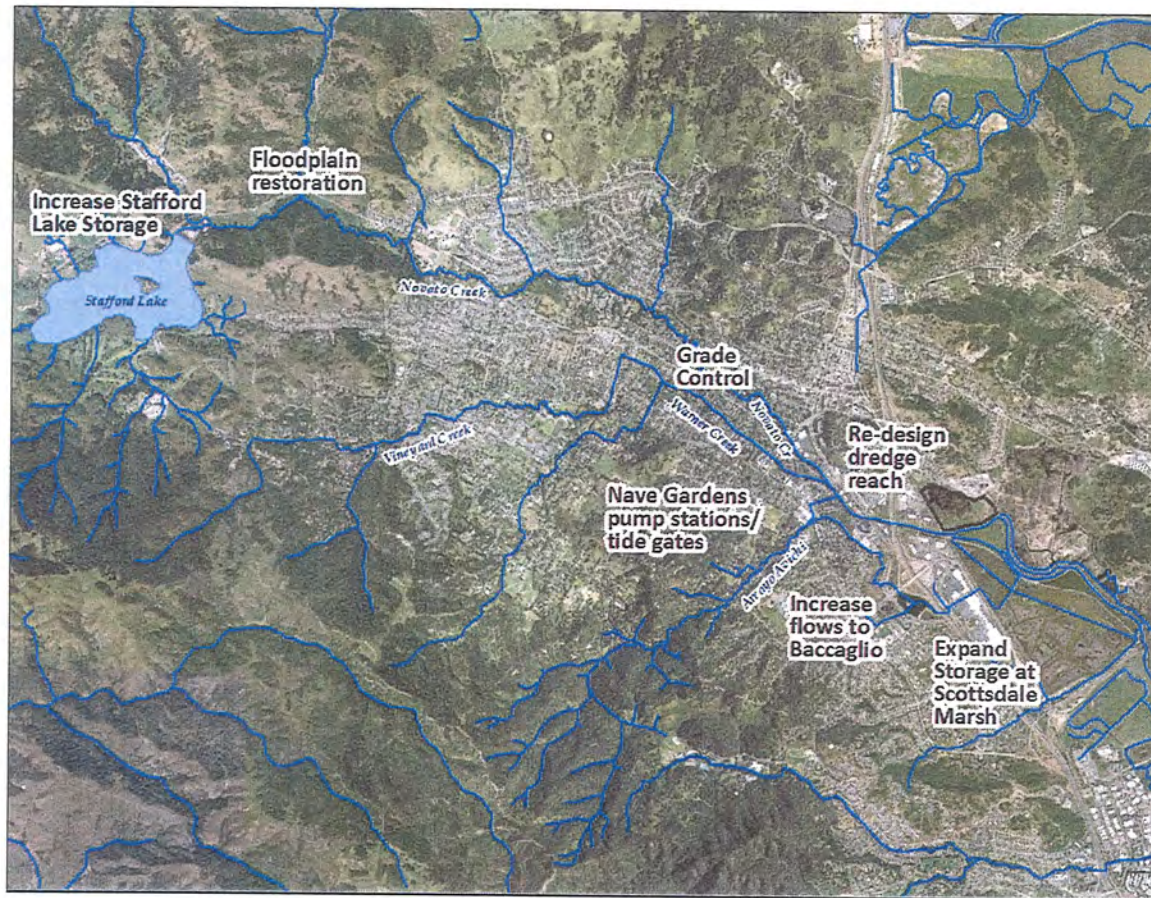 Floodplain
restoration
Increase Stafford
Lake Storage
Stafford Lake
Novato Creek
Grade
Control
Novato Cr
Warner Creek
Vineyard Creek
Re-design
dredge
reach
Nave Gardens
pump stations/
tide gates
Arroyo Avichi
Increase
flows to
Baccaglio
Expand
Storage at
Scottsdale
Marsh